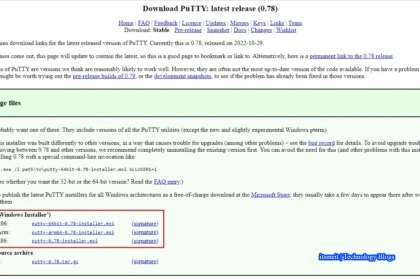 Download PuTTY: latest release (0.78)
Home | FAQ | Feedback | Licence | Updates | Mirrors | Keys | Links | Team
Download: Stable · Pre-release · Snapshot | Docs | Wishlist
ains download links for the latest released version of PuTTY. Currently this is 0.78, released on 2022-10-29.
ases come out, this page will update to contain the latest, so this is a good page to bookmark or link to. Alternatively, here is a permanent link to the 0.78 release.
ns of PuTTY are versions we think are reasonably likely to work well. However, they are often not the most up-to-date version of the code available. If you have a problem
might be worth trying out the pre-release builds of 0.79, or the development snapshots, to see if the problem has already been fixed in those versions.
ge files
obably want one of these. They include versions of all the PuTTY utilities (except the new and slightly experimental Windows pterm).
is installer was built differently to other versions, in a way that causes trouble for upgrading (among other problems) – see the bug record for details. To avoid upgrade
oving between 0.78 and other versions, we recommend completely uninstalling the existing version first. You can avoid the need for this (and other problems with this
lling 0.78 with a special command-line invocation like:
.exe /i path\to\putty-64bit-0.78-installer.msi ALLUSERS=1
re whether you want the 32-bit or the 64-bit version? Read the FAQ entry.)
o publish the latest PuTTY installers for all Windows architectures as a free-of-charge download at the Microsoft Store; they usually take a few days to appear there after
them.
Windows Installer’)
86: putty-64bit-0.78-installer.msi (signature)
rm: putty-arm64-0.78-installer.msi (signature)
86: putty-0.78-installer.msi (signature)
urce archive
putty-0.78.tar.gz (signature)
Technology Blogs